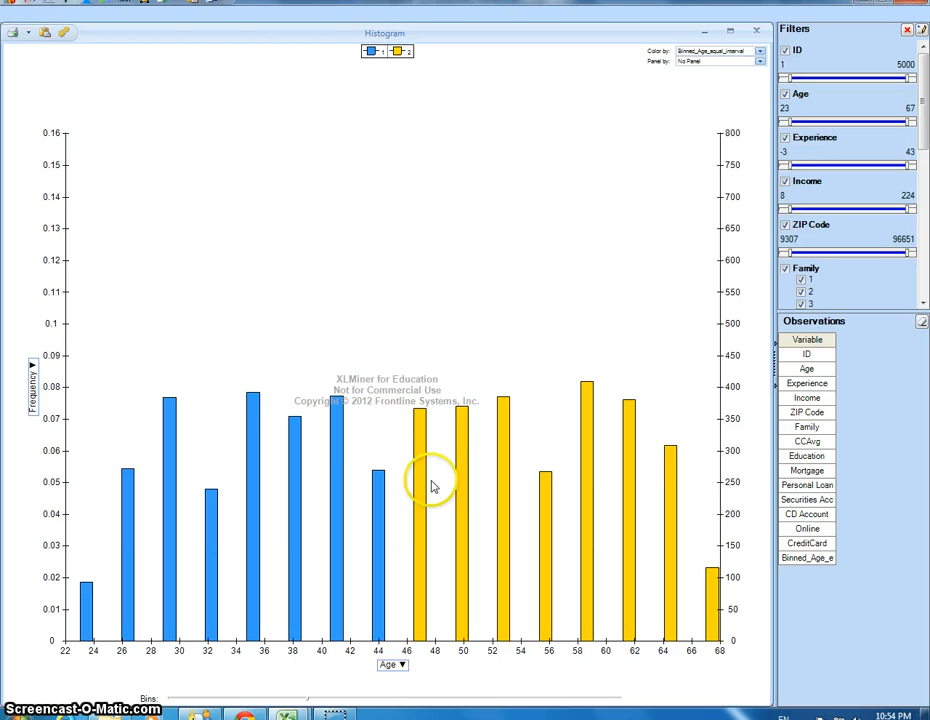 Histogram
1 2
Color by: Binned_Age_equal_interval
Panel by: No Panel
0.16 800
0.15 750
0.14 700
0.13 650
0.12 600
0.11 550
0.1 500
0.09 450
0.08 400
0.07 350
0.06 300
0.05 250
0.04 200
0.03 150
0.02 100
0.01 50
0 0
Frequency ▼
XLMiner for Education
Not for Commercial Use
Copyright © 2012 Frontline Systems, Inc.
22 24 26 28 30 32 34 36 38 40 42 44 46 48 50 52 54 56 58 60 62 64 66 68
Age ▼
Bins:
Filters
ID
1 5000
Age
23 67
Experience
-3 43
Income
8 224
ZIP Code
9307 96651
Family
1
2
3
Observations
Variable
ID
Age
Experience
Income
ZIP Code
Family
CCAvg
Education
Mortgage
Personal Loan
Securities Acc
CD Account
Online
CreditCard
Binned_Age_e
Screencast-O-Matic.com
EN 10:54 PM